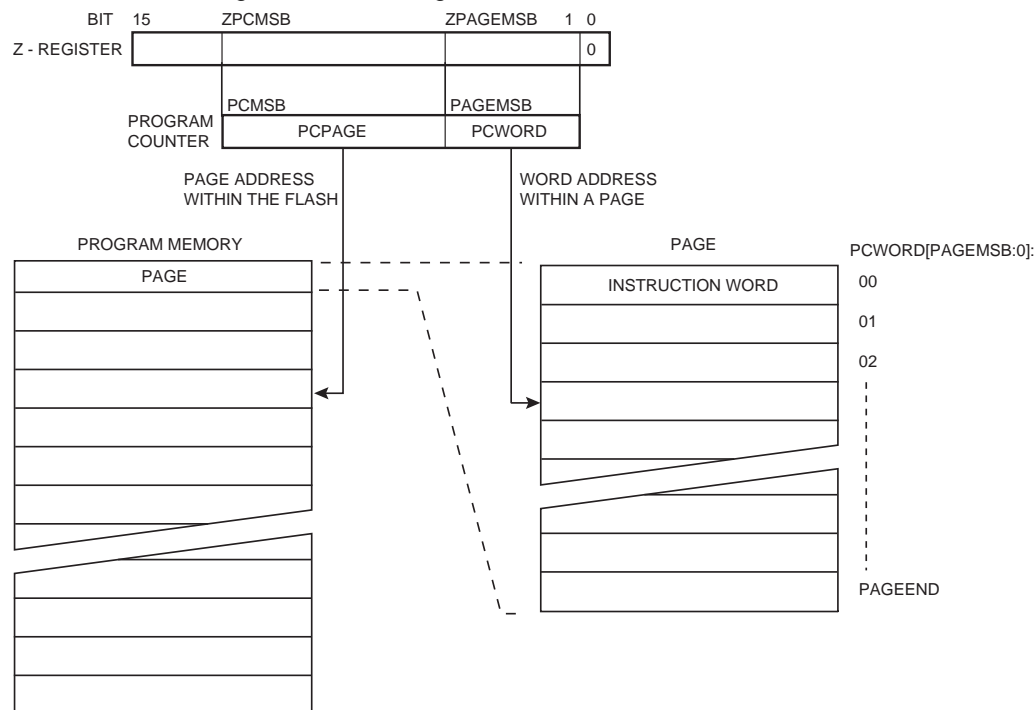 BIT 15 ZPCMSB ZPAGEMSB 1 0
Z - REGISTER 0
PCMSB PAGEMSB
PROGRAM
COUNTER
PCPAGE PCWORD
PAGE ADDRESS
WITHIN THE FLASH
WORD ADDRESS
WITHIN A PAGE
PROGRAM MEMORY
PAGE
PAGE
INSTRUCTION WORD
PCWORD[PAGEMSB:0]:
00
01
02
PAGEEND